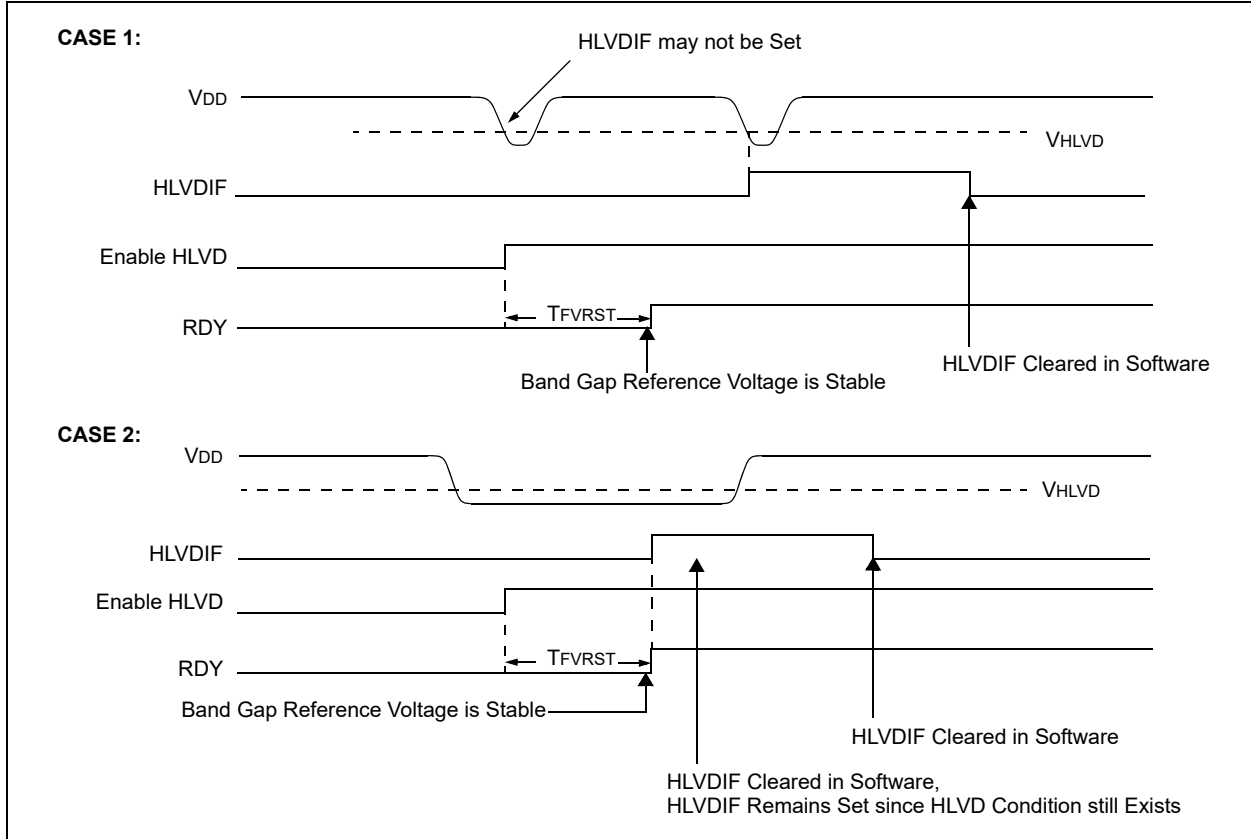 CASE 1:
HLVDIF may not be Set
VDD
VHLVD
HLVDIF
Enable HLVD
TFVRST
RDY
HLVDIF Cleared in Software
Band Gap Reference Voltage is Stable
CASE 2:
VDD
VHLVD
HLVDIF
Enable HLVD
TFVRST
RDY
Band Gap Reference Voltage is Stable
HLVDIF Cleared in Software
HLVDIF Cleared in Software,
HLVDIF Remains Set since HLVD Condition still Exists